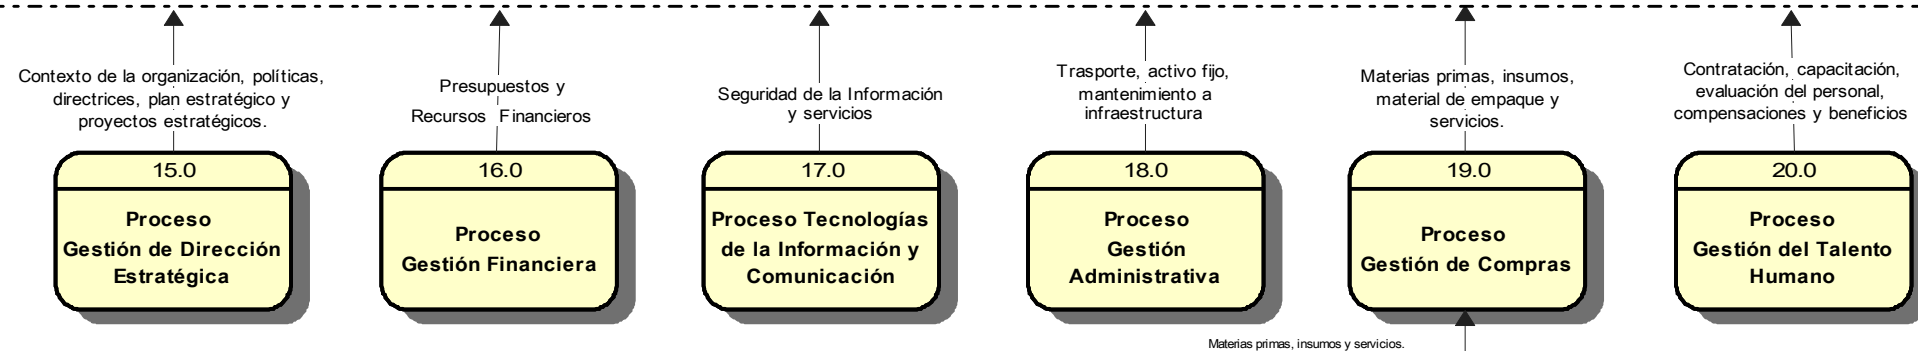 Contexto de la organización, políticas,
directrices, plan estratégico y
proyectos estratégicos.
15.0
Proceso
Gestión de Dirección
Estratégica
Presupuestos y
Recursos Financieros
16.0
Proceso
Gestión Financiera
Seguridad de la Información
y servicios
17.0
Proceso Tecnologías
de la Información y
Comunicación
Trasporte, activo fijo,
mantenimiento a
infraestructura
18.0
Proceso
Gestión
Administrativa
Materias primas, insumos,
material de empaque y
servicios.
19.0
Proceso
Gestión de Compras
Materias primas, insumos y servicios.
Contratación, capacitación,
evaluación del personal,
compensaciones y beneficios
20.0
Proceso
Gestión del Talento
Humano